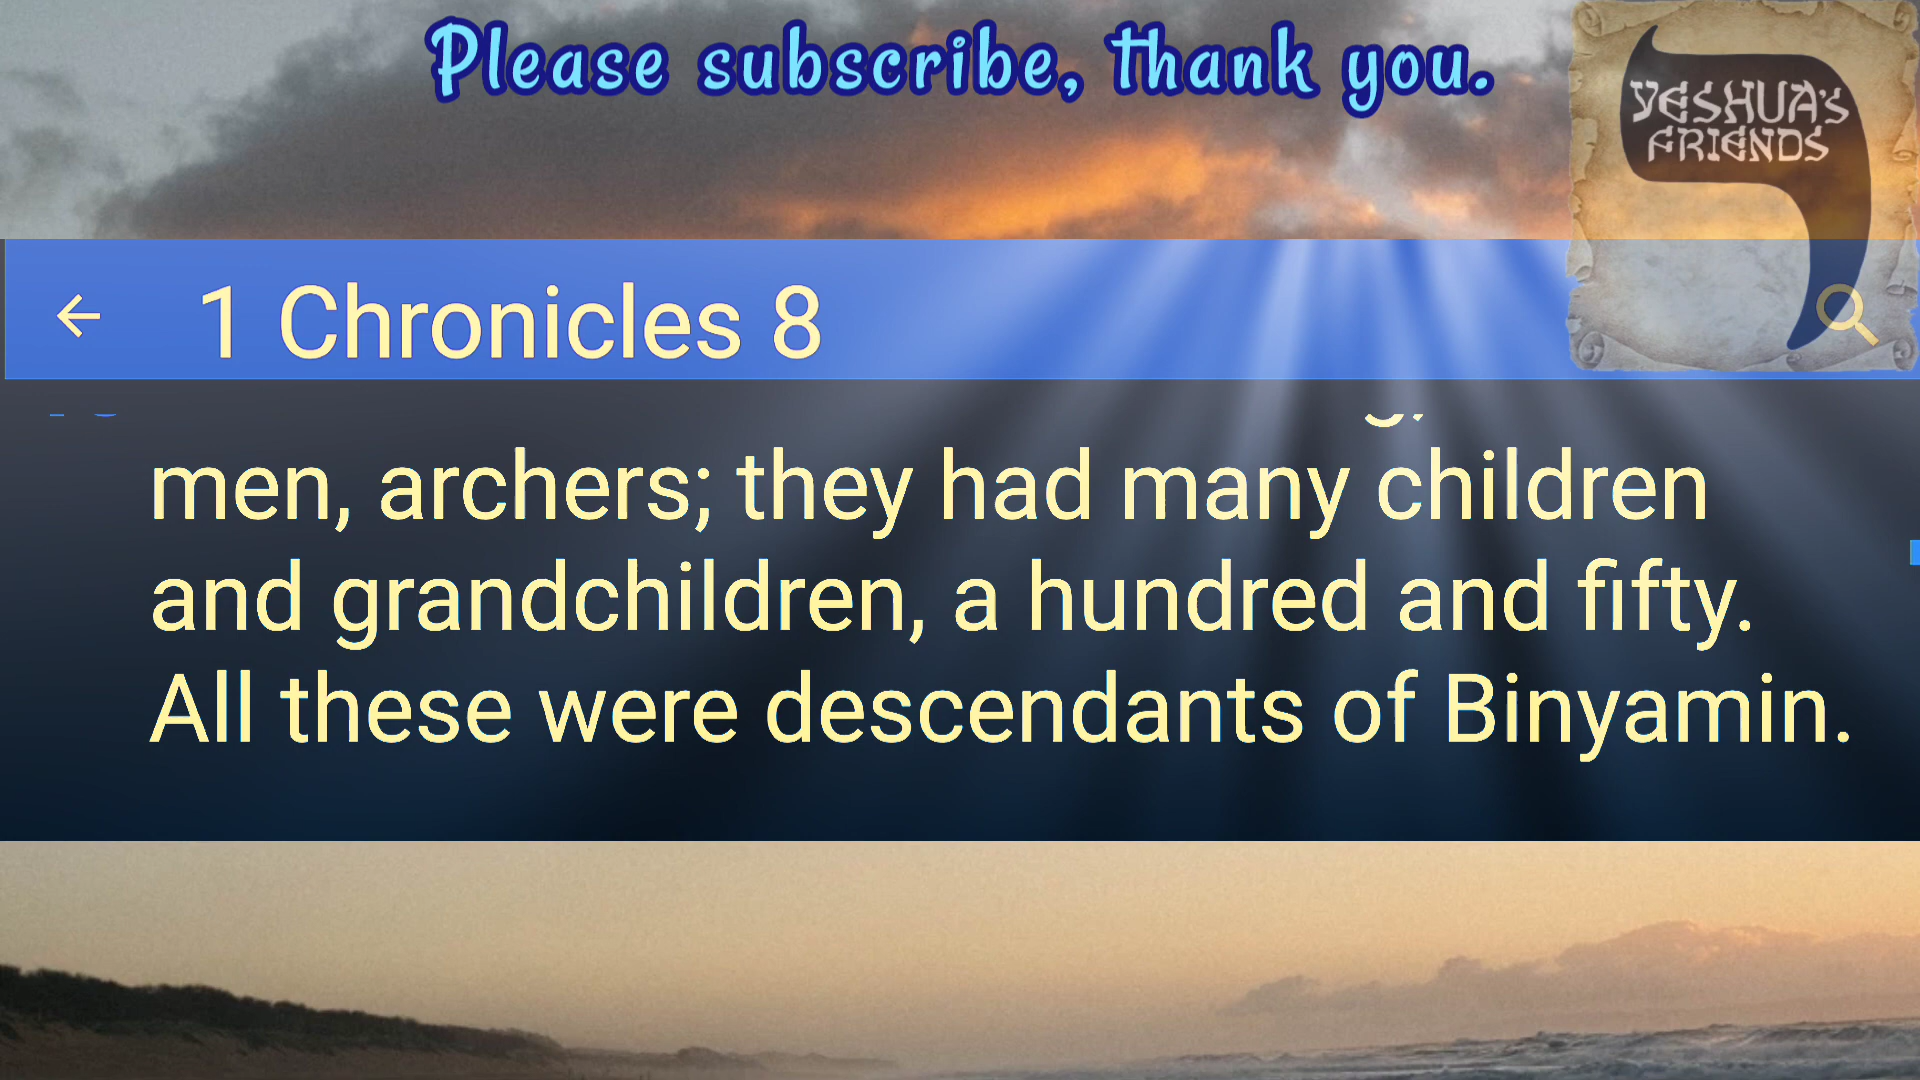 Please subscribe, thank you.
YESHUA'S
FRIENDS
1 Chronicles 8
men, archers; they had many children
and grandchildren, a hundred and fifty.
All these were descendants of Binyamin.